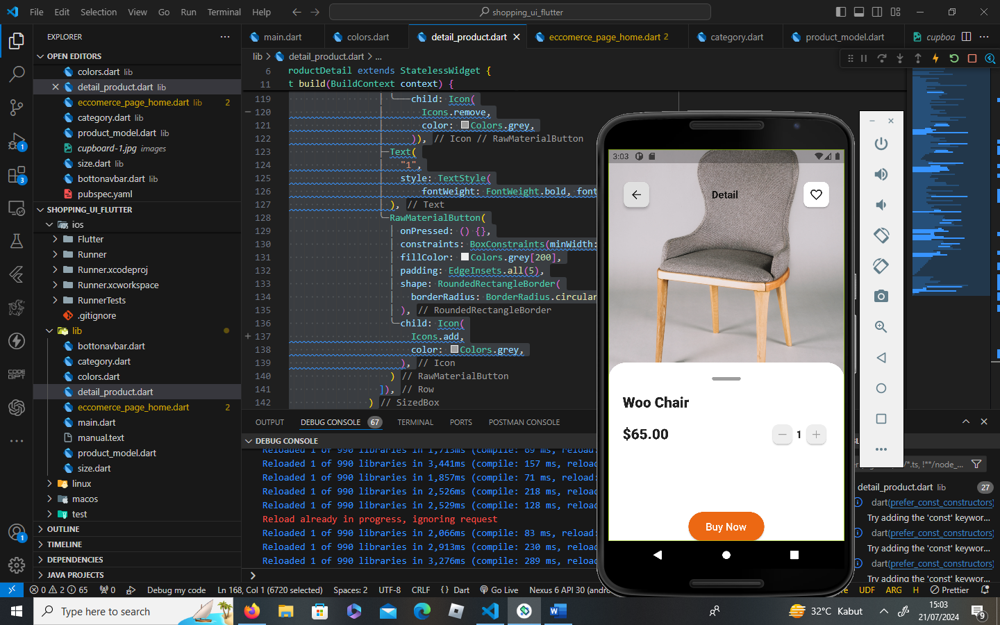 File Edit Selection View Go Run Terminal Help
shopping_ui_flutter
EXPLORER
main.dart
colors.dart
detail_product.dart
eccomerce_page_home.dart 2
category.dart
product_model.dart
cupboa
OPEN EDITORS
colors.dart lib
detail_product.dart lib
eccomerce_page_home.dart lib 2
category.dart lib
product_model.dart lib
cupboard-1.jpg images
size.dart lib
bottonavbar.dart lib
pubspec.yaml
SHOPPING_UI_FLUTTER
ios
Flutter
Runner
Runner.xcodeproj
Runner.xcworkspace
RunnerTests
.gitignore
lib
bottonavbar.dart
category.dart
colors.dart
detail_product.dart
eccomerce_page_home.dart 2
main.dart
manual.text
product_model.dart
size.dart
linux
macos
test
OUTLINE
TIMELINE
DEPENDENCIES
JAVA PROJECTS
lib > detail_product.dart > ...
6 roductDetail extends StatelessWidget {
11 t build(BuildContext context) {
119 child: Icon(
120 Icons.remove,
121 color: Colors.grey,
122 )), // Icon // RawMaterialButton
123 Text(
124 "1",
125 style: TextStyle(
126 fontWeight: FontWeight.bold, font
127 ), // Text
128 RawMaterialButton(
129 onPressed: () {},
130 constraints: BoxConstraints(minWidth:
131 fillColor: Colors.grey[200],
132 padding: EdgeInsets.all(5),
133 shape: RoundedRectangleBorder(
134 borderRadius: BorderRadius.circular
135 ), // RoundedRectangleBorder
136 child: Icon(
137 Icons.add,
138 color: Colors.grey,
139 ), // Icon
140 ) // RawMaterialButton
141 ]), // Row
142 ) // SizedBox
OUTPUT DEBUG CONSOLE 67 TERMINAL PORTS POSTMAN CONSOLE
DEBUG CONSOLE
Reloaded 1 of 990 libraries in 1,713ms (compile: 69 ms, reload:
Reloaded 1 of 990 libraries in 3,441ms (compile: 157 ms, reload
Reloaded 1 of 990 libraries in 1,857ms (compile: 71 ms, reload:
Reloaded 1 of 990 libraries in 2,526ms (compile: 218 ms, reload
Reloaded 1 of 990 libraries in 2,529ms (compile: 128 ms, reload
Reload already in progress, ignoring request
Reloaded 1 of 990 libraries in 2,066ms (compile: 83 ms, reload:
Reloaded 1 of 990 libraries in 2,913ms (compile: 230 ms, reload
Reloaded 1 of 990 libraries in 3,276ms (compile: 289 ms, reload
3:03
Detail
Woo Chair
$65.00
1
Buy Now
/*.ts, !**/node_...
detail_product.dart lib 27
dart(prefer_const_constructors)
Try adding the 'const' keywor...
dart(prefer_const_constructors)
Try adding the 'const' keywor...
dart(prefer_const_constructors)
Try adding the 'const' keywor...
0 2 65 0 Debug my code Ln 168, Col 1 (6720 selected) Spaces: 2 UTF-8 CRLF {} Dart Go Live Nexus 6 API 30 (andro
UDF ARG H Prettier
Type here to search
32°C Kabut
15:03
21/07/2024
9